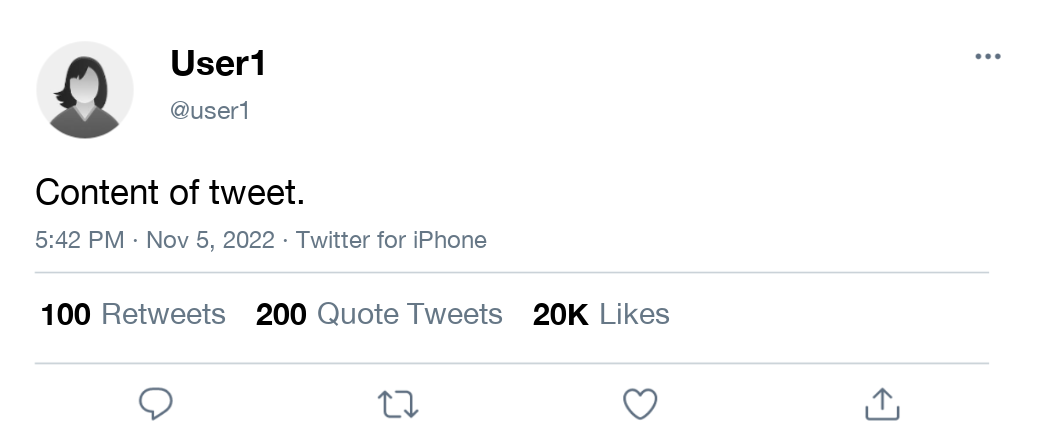 User1
@user1
Content of tweet.
5:42 PM · Nov 5, 2022 · Twitter for iPhone
100 Retweets 200 Quote Tweets 20K Likes